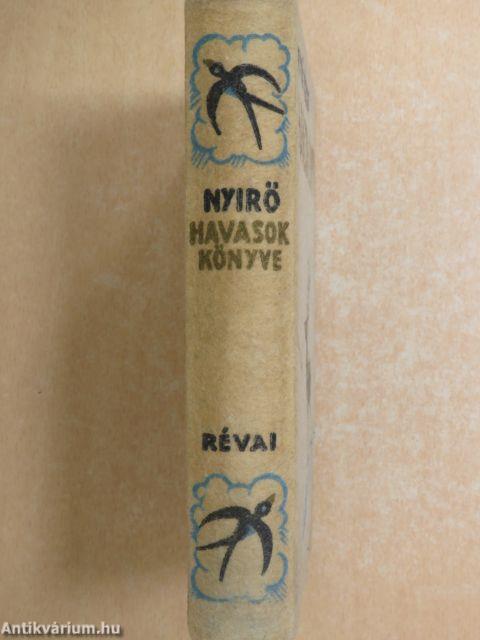 NYIRŐ
HAVASOK
KÖNYVE
RÉVAI
Antikvárium.hu